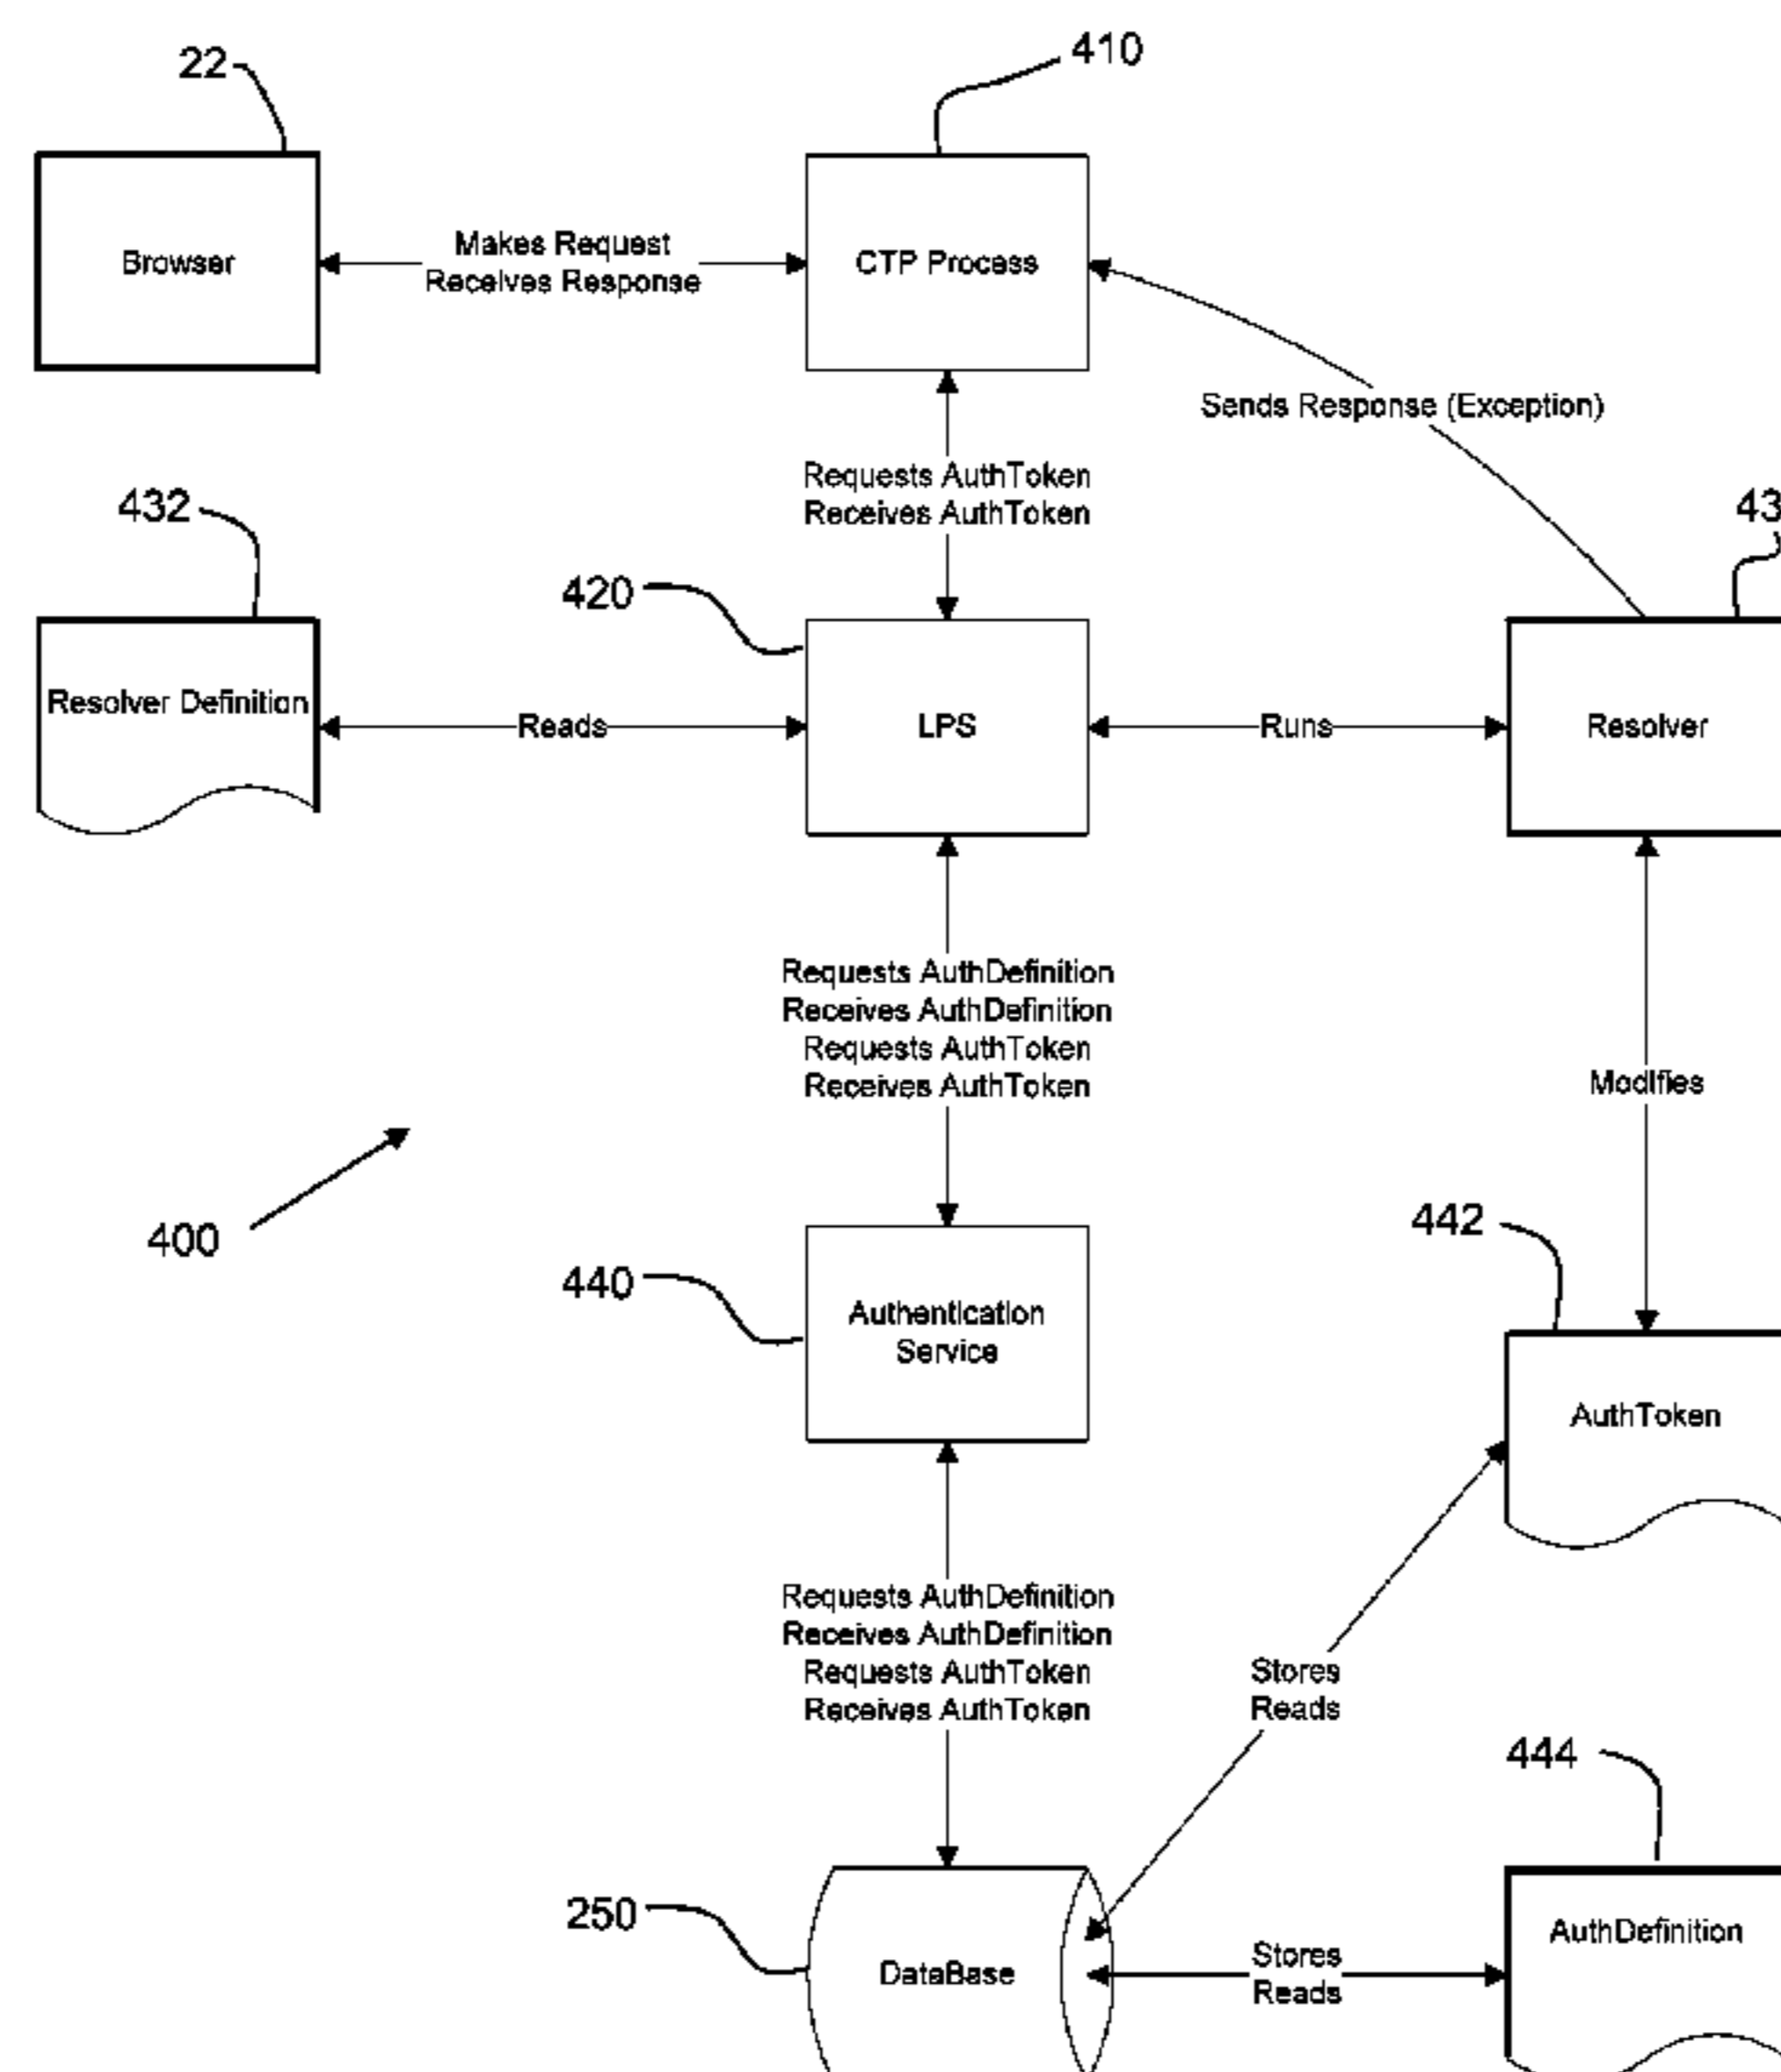 22
410
Browser
Makes Request
Receives Response
CTP Process
Sends Response (Exception)
Requests AuthToken
Receives AuthToken
432
420
43
Resolver Definition
Reads
LPS
Runs
Resolver
Requests AuthDefinition
Receives AuthDefinition
Requests AuthToken
Receives AuthToken
Modifies
400
442
440
Authentication
Service
AuthToken
Requests AuthDefinition
Receives AuthDefinition
Requests AuthToken
Receives AuthToken
Stores
Reads
444
250
DataBase
Stores
Reads
AuthDefinition